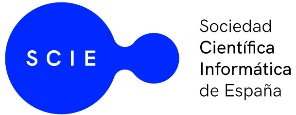 SCIE
Sociedad
Científica
Informática
de España